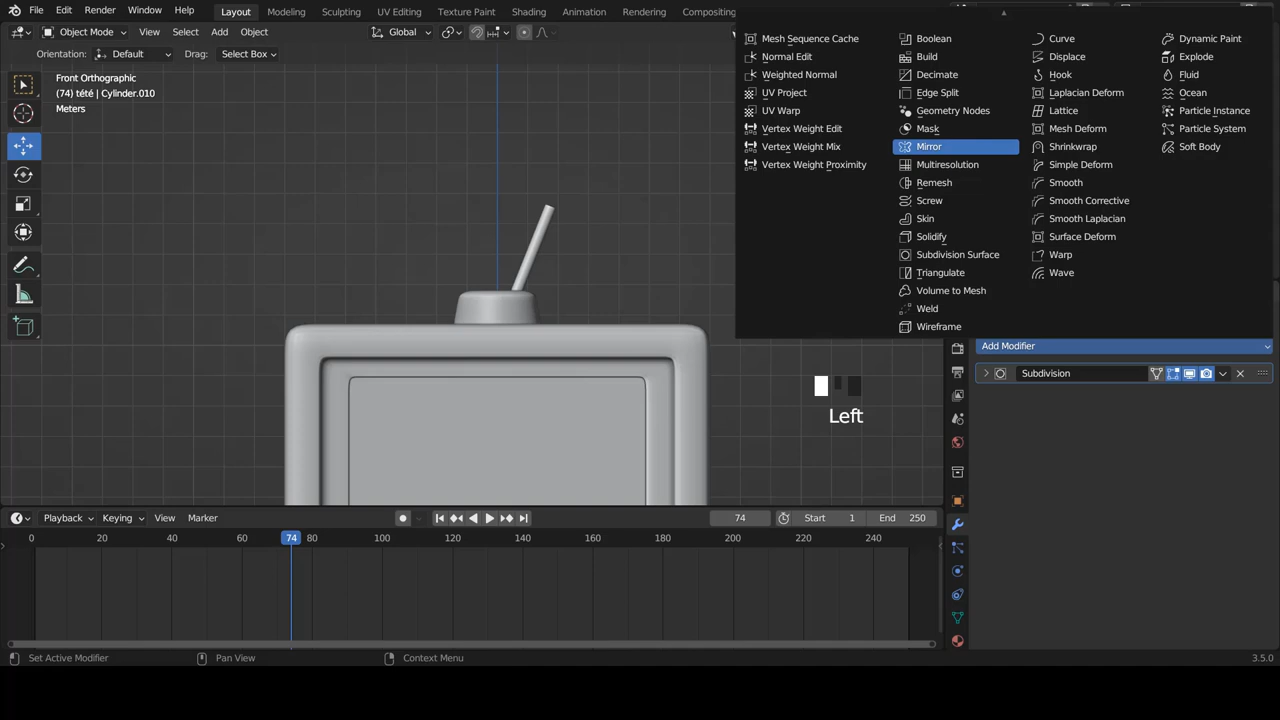 File Edit Render Window Help Layout Modeling Sculpting UV Editing Texture Paint Shading Animation Rendering Compositing
Object Mode View Select Add Object Global
Orientation: Default Drag: Select Box
Front Orthographic
(74) tété | Cylinder.010
Meters
Mesh Sequence Cache
Normal Edit
Weighted Normal
UV Project
UV Warp
Vertex Weight Edit
Vertex Weight Mix
Vertex Weight Proximity
Boolean
Build
Decimate
Edge Split
Geometry Nodes
Mask
Mirror
Multiresolution
Remesh
Screw
Skin
Solidify
Subdivision Surface
Triangulate
Volume to Mesh
Weld
Wireframe
Curve
Displace
Hook
Laplacian Deform
Lattice
Mesh Deform
Shrinkwrap
Simple Deform
Smooth
Smooth Corrective
Smooth Laplacian
Surface Deform
Warp
Wave
Dynamic Paint
Explode
Fluid
Ocean
Particle Instance
Particle System
Soft Body
Add Modifier
Subdivision
Left
Playback Keying View Marker 74 Start 1 End 250
0 20 40 60 74 80 100 120 140 160 180 200 220 240
Set Active Modifier Pan View Context Menu 3.5.0